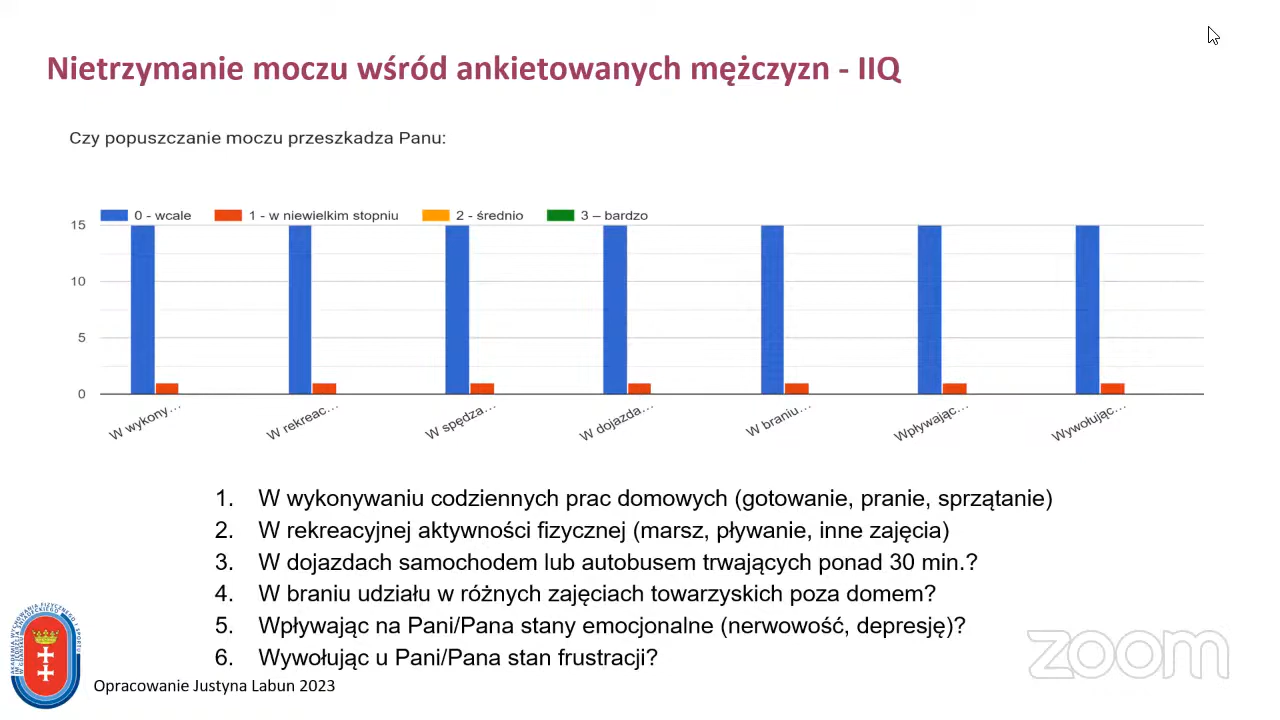 Nietrzymanie moczu wśród ankietowanych mężczyzn - IIQ
Czy popuszczanie moczu przeszkadza Panu:
0 - wcale 1 - w niewielkim stopniu 2 - średnio 3 – bardzo
15
10
5
0
W wykony… W rekreac… W spędza… W dojazda… W braniu… Wpływając… Wywołując…
1. W wykonywaniu codziennych prac domowych (gotowanie, pranie, sprzątanie)
2. W rekreacyjnej aktywności fizycznej (marsz, pływanie, inne zajęcia)
3. W dojazdach samochodem lub autobusem trwających ponad 30 min.?
4. W braniu udziału w różnych zajęciach towarzyskich poza domem?
5. Wpływając na Pani/Pana stany emocjonalne (nerwowość, depresję)?
6. Wywołując u Pani/Pana stan frustracji?
zoom
Opracowanie Justyna Labun 2023